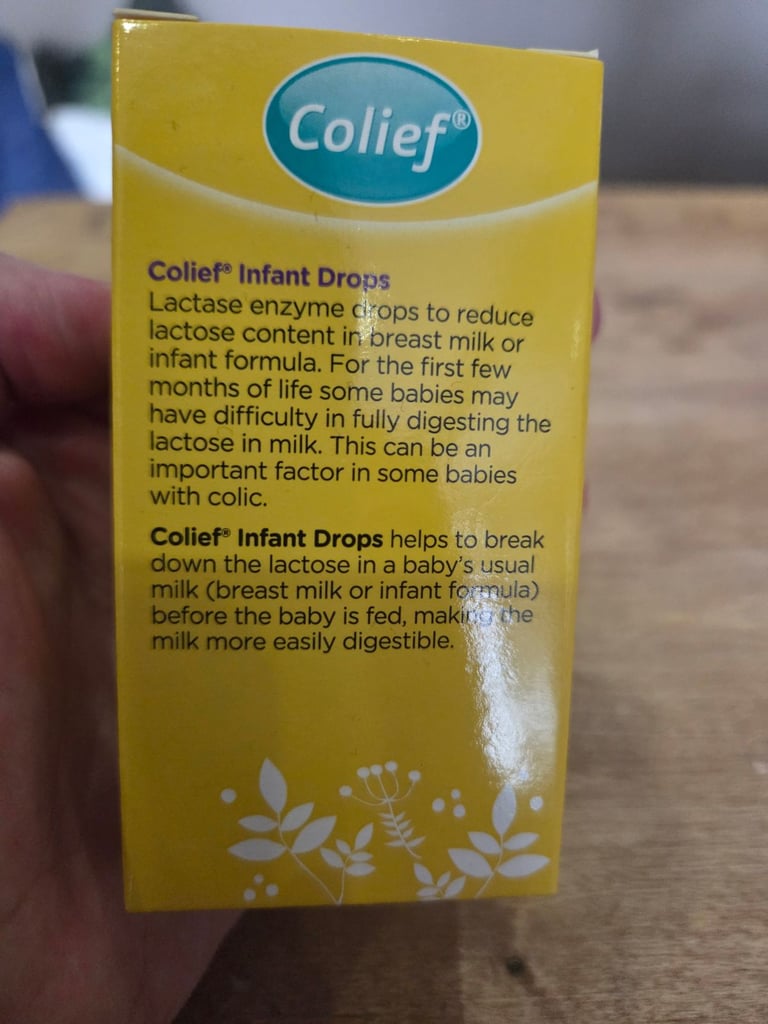 Colief®
Colief® Infant Drops
Lactase enzyme drops to reduce
lactose content in breast milk or
infant formula. For the first few
months of life some babies may
have difficulty in fully digesting the
lactose in milk. This can be an
important factor in some babies
with colic.
Colief® Infant Drops helps to break
down the lactose in a baby's usual
milk (breast milk or infant formula)
before the baby is fed, making the
milk more easily digestible.